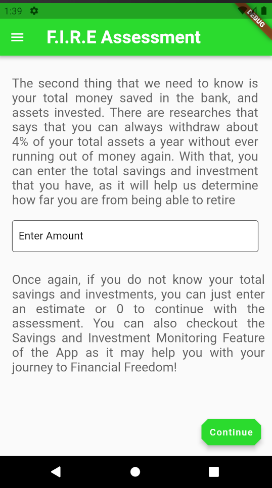 1:39
DEBUG
F.I.R.E Assessment
The second thing that we need to know is
your total money saved in the bank, and
assets invested. There are researches that
says that you can always withdraw about
4% of your total assets a year without ever
running out of money again. With that, you
can enter the total savings and investment
that you have, as it will help us determine
how far you are from being able to retire
Enter Amount
Once again, if you do not know your total
savings and investments, you can just enter
an estimate or 0 to continue with the
assessment. You can also checkout the
Savings and Investment Monitoring Feature
of the App as it may help you with your
journey to Financial Freedom!
Continue